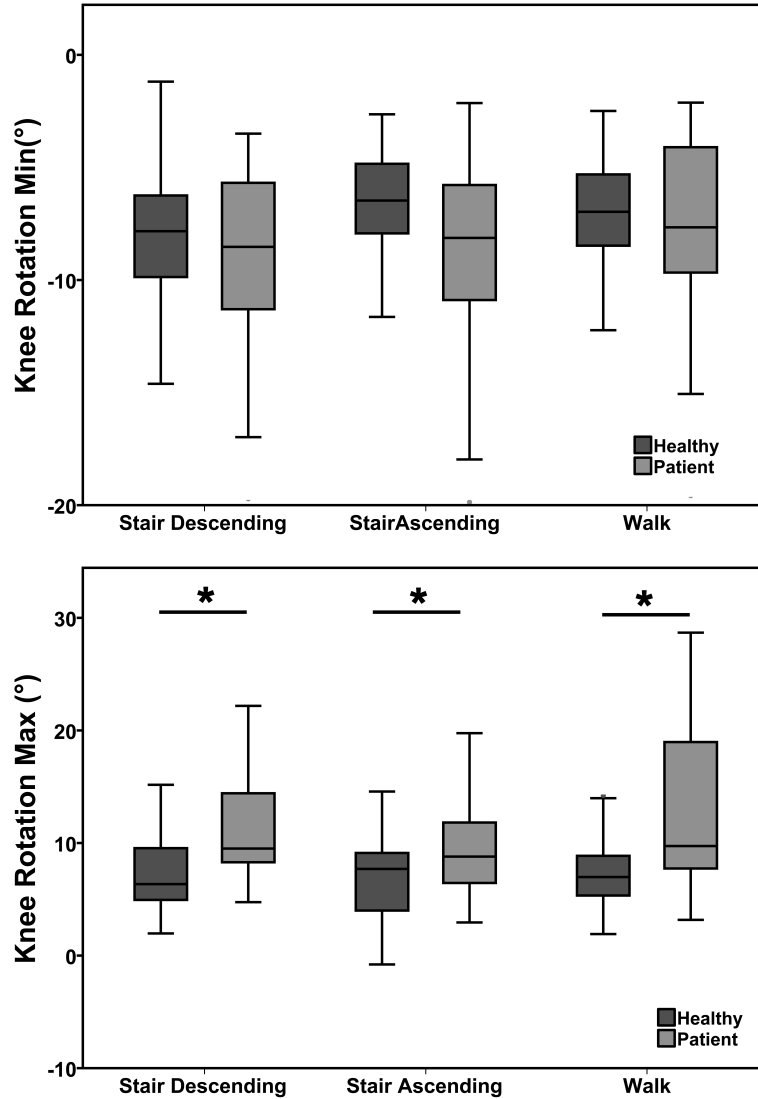 Knee Rotation Min(°)
0
-10
-20
Healthy
Patient
Stair Descending
StairAscending
Walk
Knee Rotation Max (°)
*
*
*
30
20
10
0
-10
Healthy
Patient
Stair Descending
Stair Ascending
Walk